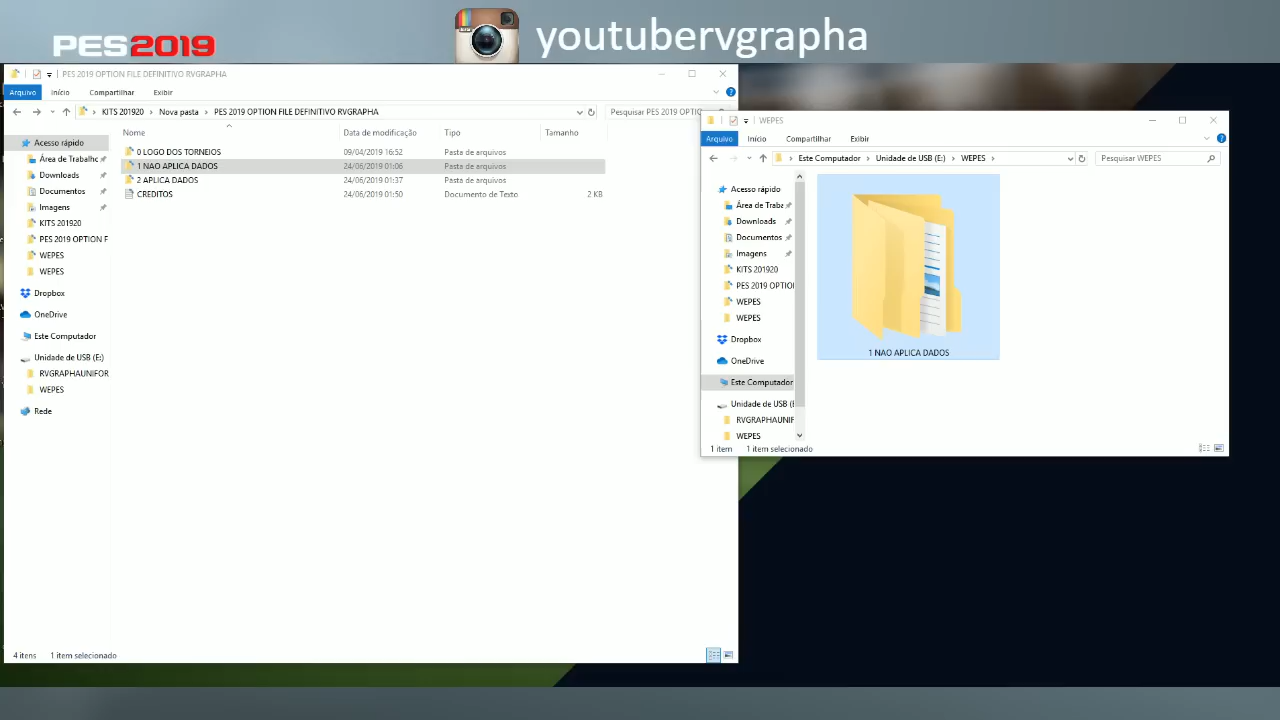 PES2019
youtubervgrapha
PES 2019 OPTION FILE DEFINITIVO RVGRAPHA
Arquivo Início Compartilhar Exibir
KITS 201920 > Nova pasta > PES 2019 OPTION FILE DEFINITIVO RVGRAPHA
Pesquisar PES 2019 OPTIO
Nome Data de modificação Tipo Tamanho
0 LOGO DOS TORNEIOS 09/04/2019 16:52 Pasta de arquivos
1 NAO APLICA DADOS 24/06/2019 01:06 Pasta de arquivos
2 APLICA DADOS 24/06/2019 01:37 Pasta de arquivos
CREDITOS 24/06/2019 01:50 Documento de Texto 2 KB
Acesso rápido
Área de Trabalho
Downloads
Documentos
Imagens
KITS 201920
PES 2019 OPTION F
WEPES
WEPES
Dropbox
OneDrive
Este Computador
Unidade de USB (E:)
RVGRAPHAUNIFOR
WEPES
Rede
4 itens 1 item selecionado
WEPES
Arquivo Início Compartilhar Exibir
Este Computador > Unidade de USB (E:) > WEPES >
Pesquisar WEPES
Acesso rápido
Área de Traba
Downloads
Documentos
Imagens
KITS 201920
PES 2019 OPTIO
WEPES
WEPES
Dropbox
OneDrive
Este Computador
Unidade de USB (E
RVGRAPHAUNIF
WEPES
1 NAO APLICA DADOS
1 item 1 item selecionado